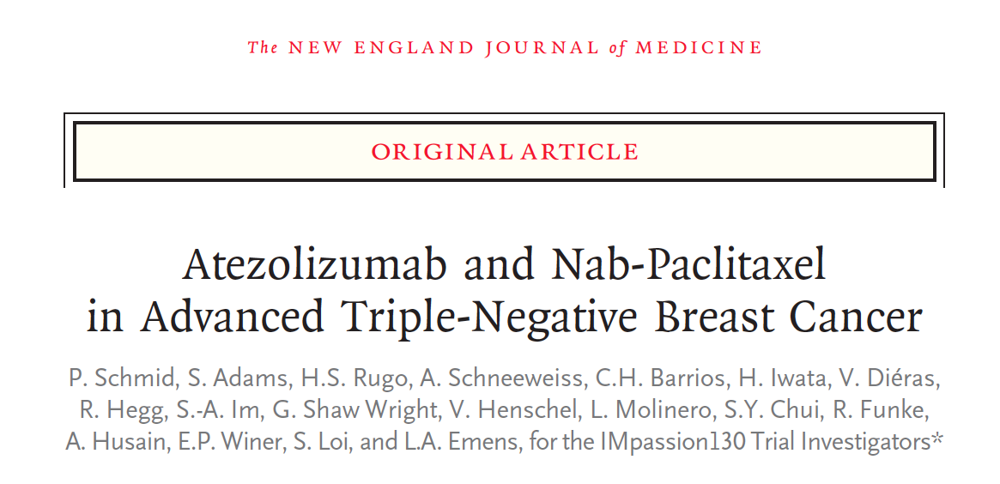 The NEW ENGLAND JOURNAL of MEDICINE
ORIGINAL ARTICLE
Atezolizumab and Nab-Paclitaxel
in Advanced Triple-Negative Breast Cancer
P. Schmid, S. Adams, H.S. Rugo, A. Schneeweiss, C.H. Barrios, H. Iwata, V. Diéras,
R. Hegg, S.-A. Im, G. Shaw Wright, V. Henschel, L. Molinero, S.Y. Chui, R. Funke,
A. Husain, E.P. Winer, S. Loi, and L.A. Emens, for the IMpassion130 Trial Investigators*